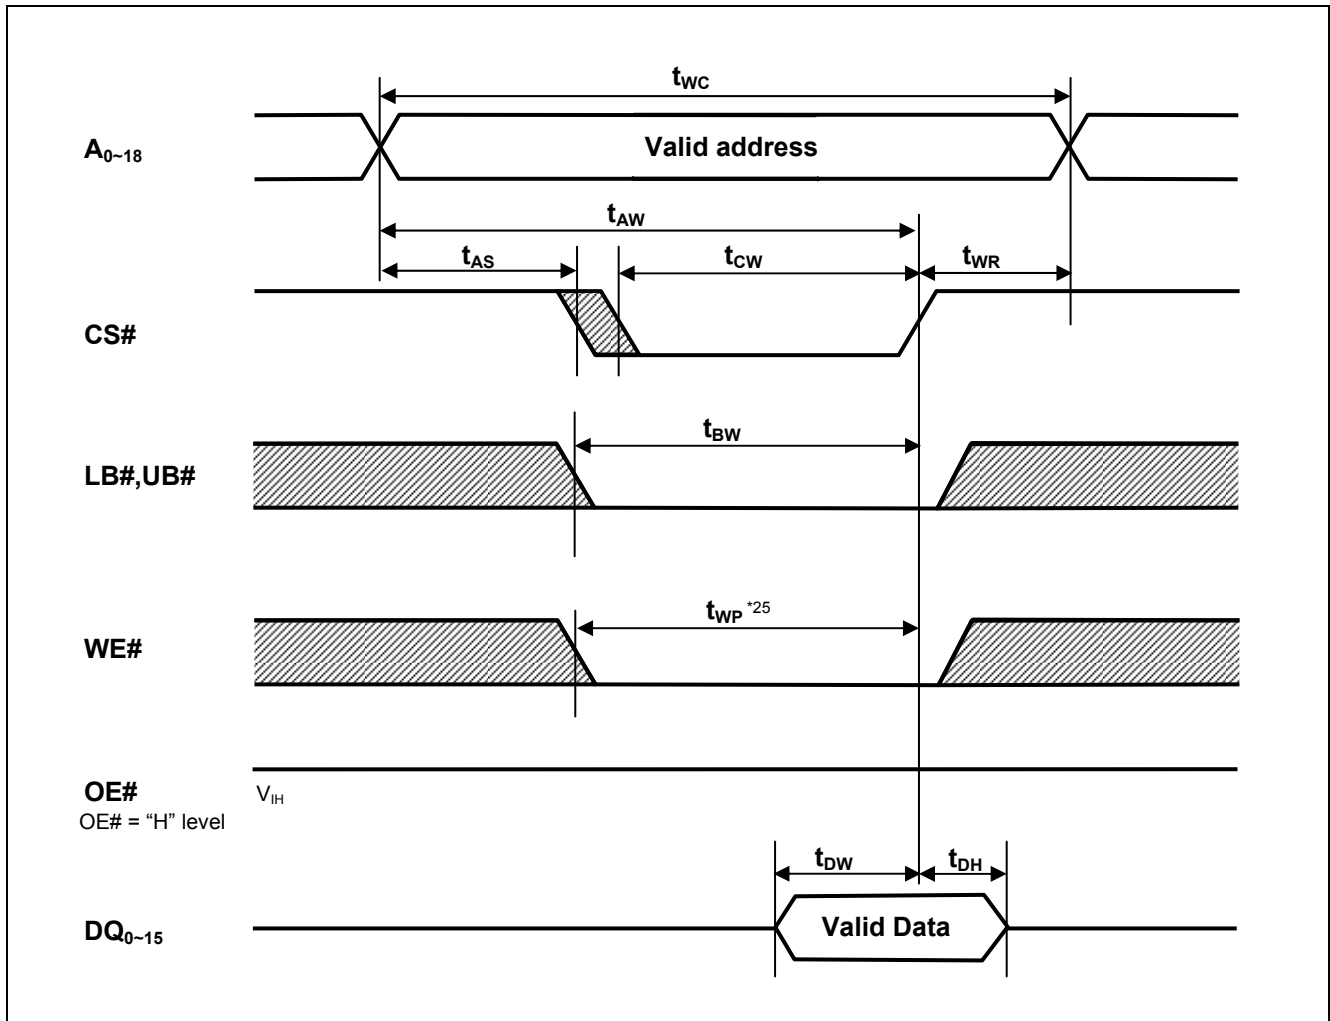 tWC
A0~18
Valid address
tAW
tAS
tCW
tWR
CS#
tBW
LB#,UB#
tWP *25
WE#
OE#
VIH
OE# = “H” level
tDW
tDH
DQ0~15
Valid Data